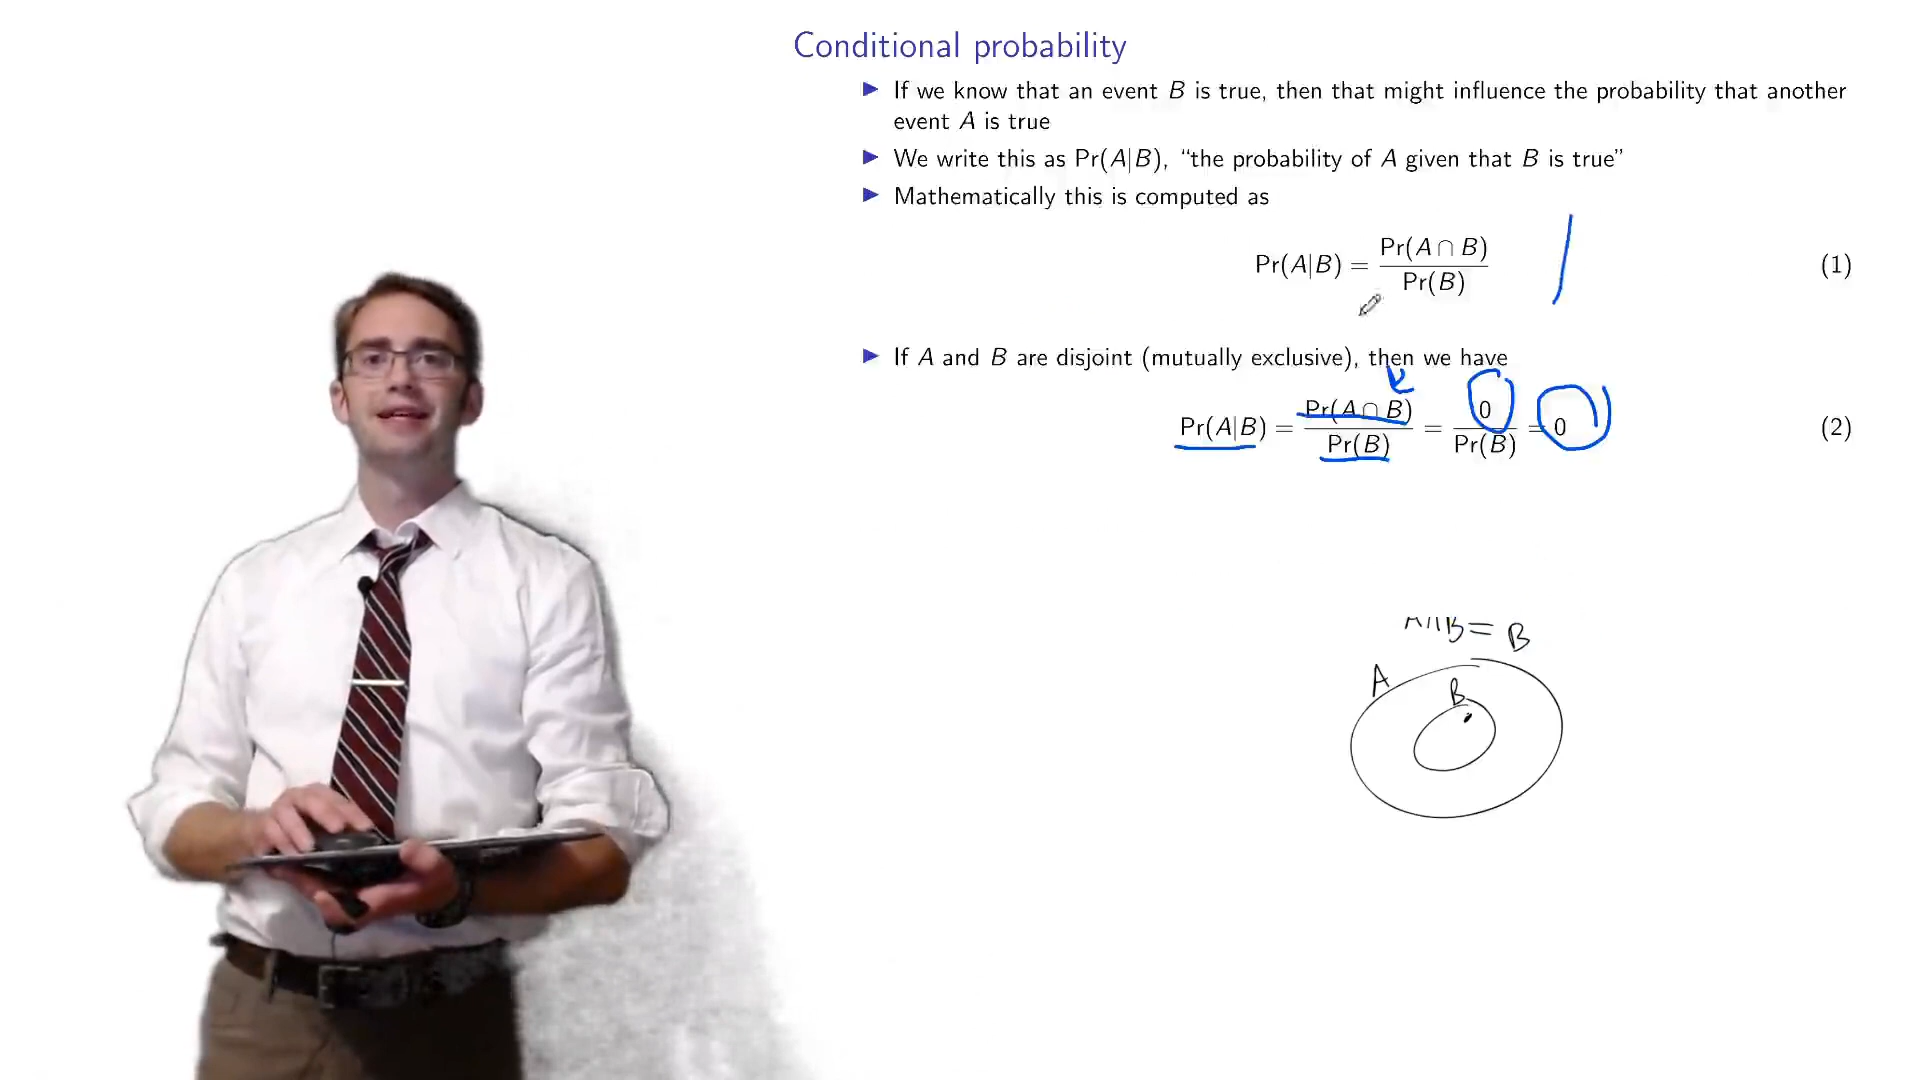 Conditional probability
▶ If we know that an event B is true, then that might influence the probability that another
event A is true
▶ We write this as Pr(A|B), “the probability of A given that B is true”
▶ Mathematically this is computed as
Pr(A|B) = Pr(A ∩ B) / Pr(B) (1)
▶ If A and B are disjoint (mutually exclusive), then we have
Pr(A|B) = Pr(A ∩ B) / Pr(B) = 0 / Pr(B) = 0 (2)
A∩B = B
A
B